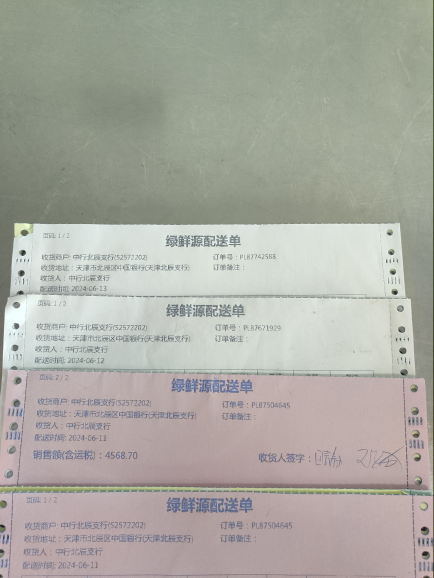 页码: 1 / 2
绿鲜源配送单
收货商户: 中行北辰支行(52572202)
订单号: PL87742588
收货地址: 天津市北辰区中国银行(天津北辰支行)
订单备注:
收货人: 中行北辰支行
配送时间: 2024-06-13
页码: 1 / 2
绿鲜源配送单
收货商户: 中行北辰支行(52572202)
订单号: PL87671929
收货地址: 天津市北辰区中国银行(天津北辰支行)
订单备注:
收货人: 中行北辰支行
配送时间: 2024-06-12
页码: 2 / 2
绿鲜源配送单
收货商户: 中行北辰支行(52572202)
订单号: PL87504645
收货地址: 天津市北辰区中国银行(天津北辰支行)
订单备注:
收货人: 中行北辰支行
配送时间: 2024-06-11
销售额(含运税): 4568.70
收货人签字:
页码: 1 / 2
绿鲜源配送单
收货商户: 中行北辰支行(52572202)
订单号: PL87504645
收货地址: 天津市北辰区中国银行(天津北辰支行)
订单备注:
收货人: 中行北辰支行
配送时间: 2024-06-11